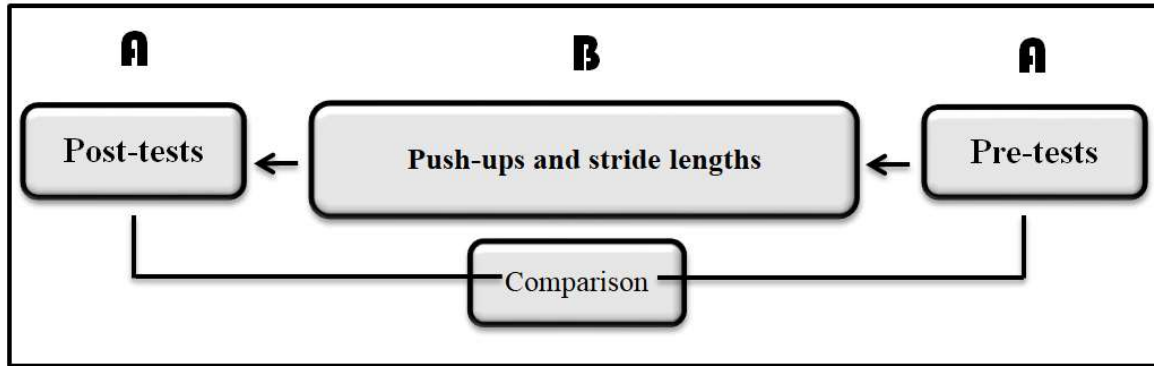 A B A
Post-tests Push-ups and stride lengths Pre-tests
Comparison